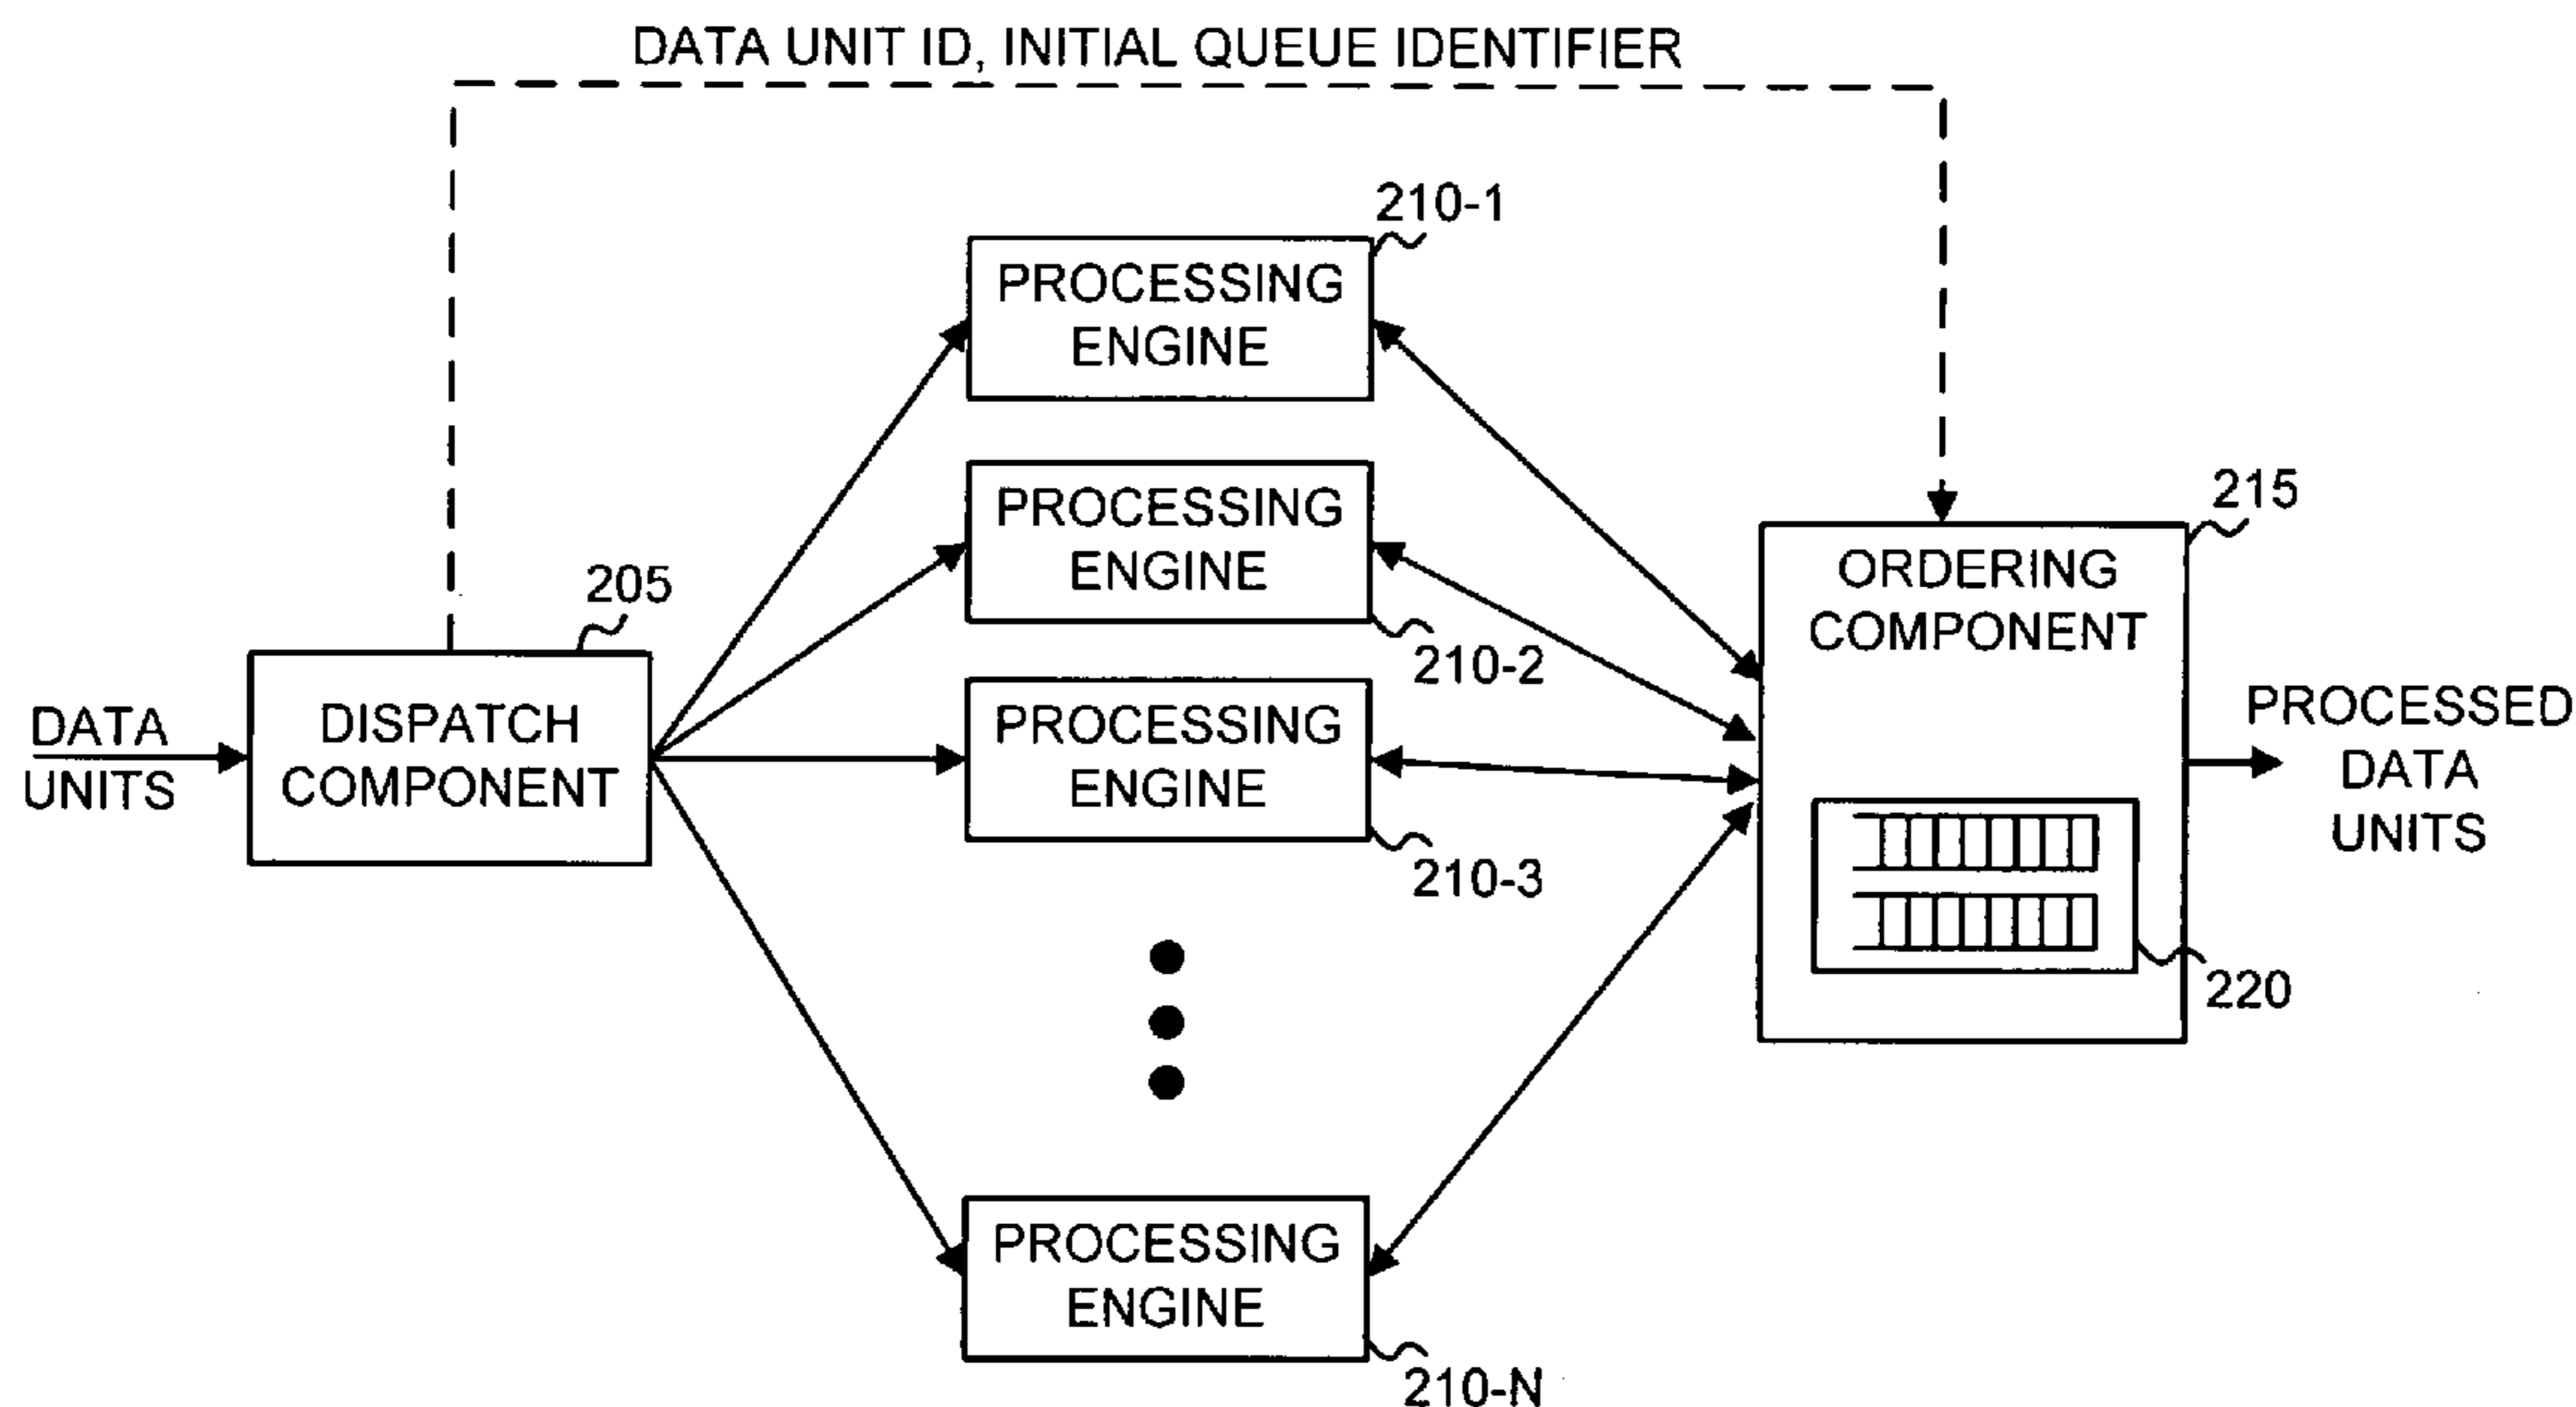 DATA UNIT ID, INITIAL QUEUE IDENTIFIER
210-1
PROCESSING
ENGINE
PROCESSING
ENGINE
210-2
205
DISPATCH
COMPONENT
DATA
UNITS
PROCESSING
ENGINE
210-3
PROCESSING
ENGINE
210-N
215
ORDERING
COMPONENT
220
PROCESSED
DATA
UNITS